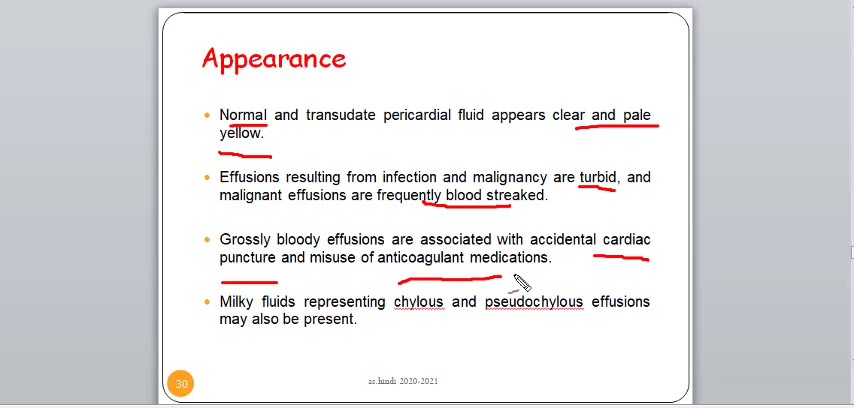 Appearance
• Normal and transudate pericardial fluid appears clear and pale
yellow.
• Effusions resulting from infection and malignancy are turbid, and
malignant effusions are frequently blood streaked.
• Grossly bloody effusions are associated with accidental cardiac
puncture and misuse of anticoagulant medications.
• Milky fluids representing chylous and pseudochylous effusions
may also be present.
30
as.hindi 2020-2021